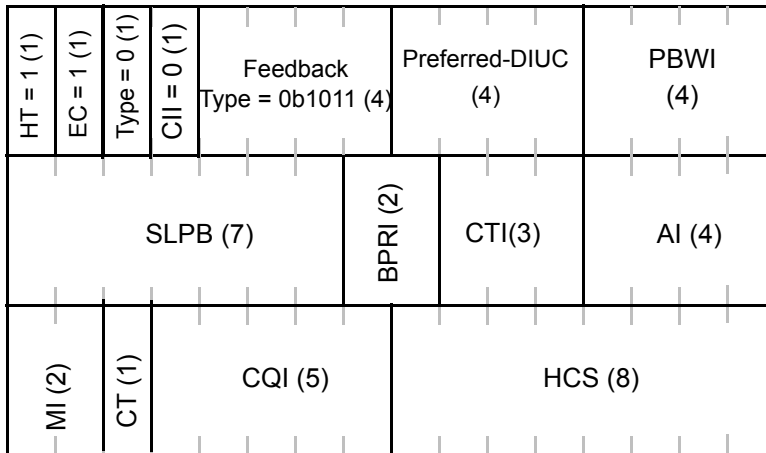 HT = 1 (1)
EC = 1 (1)
Type = 0 (1)
CII = 0 (1)
Feedback
Type = 0b1011 (4)
Preferred-DIUC
(4)
PBWI
(4)
SLPB (7)
BPRI (2)
CTI(3)
AI (4)
MI (2)
CT (1)
CQI (5)
HCS (8)